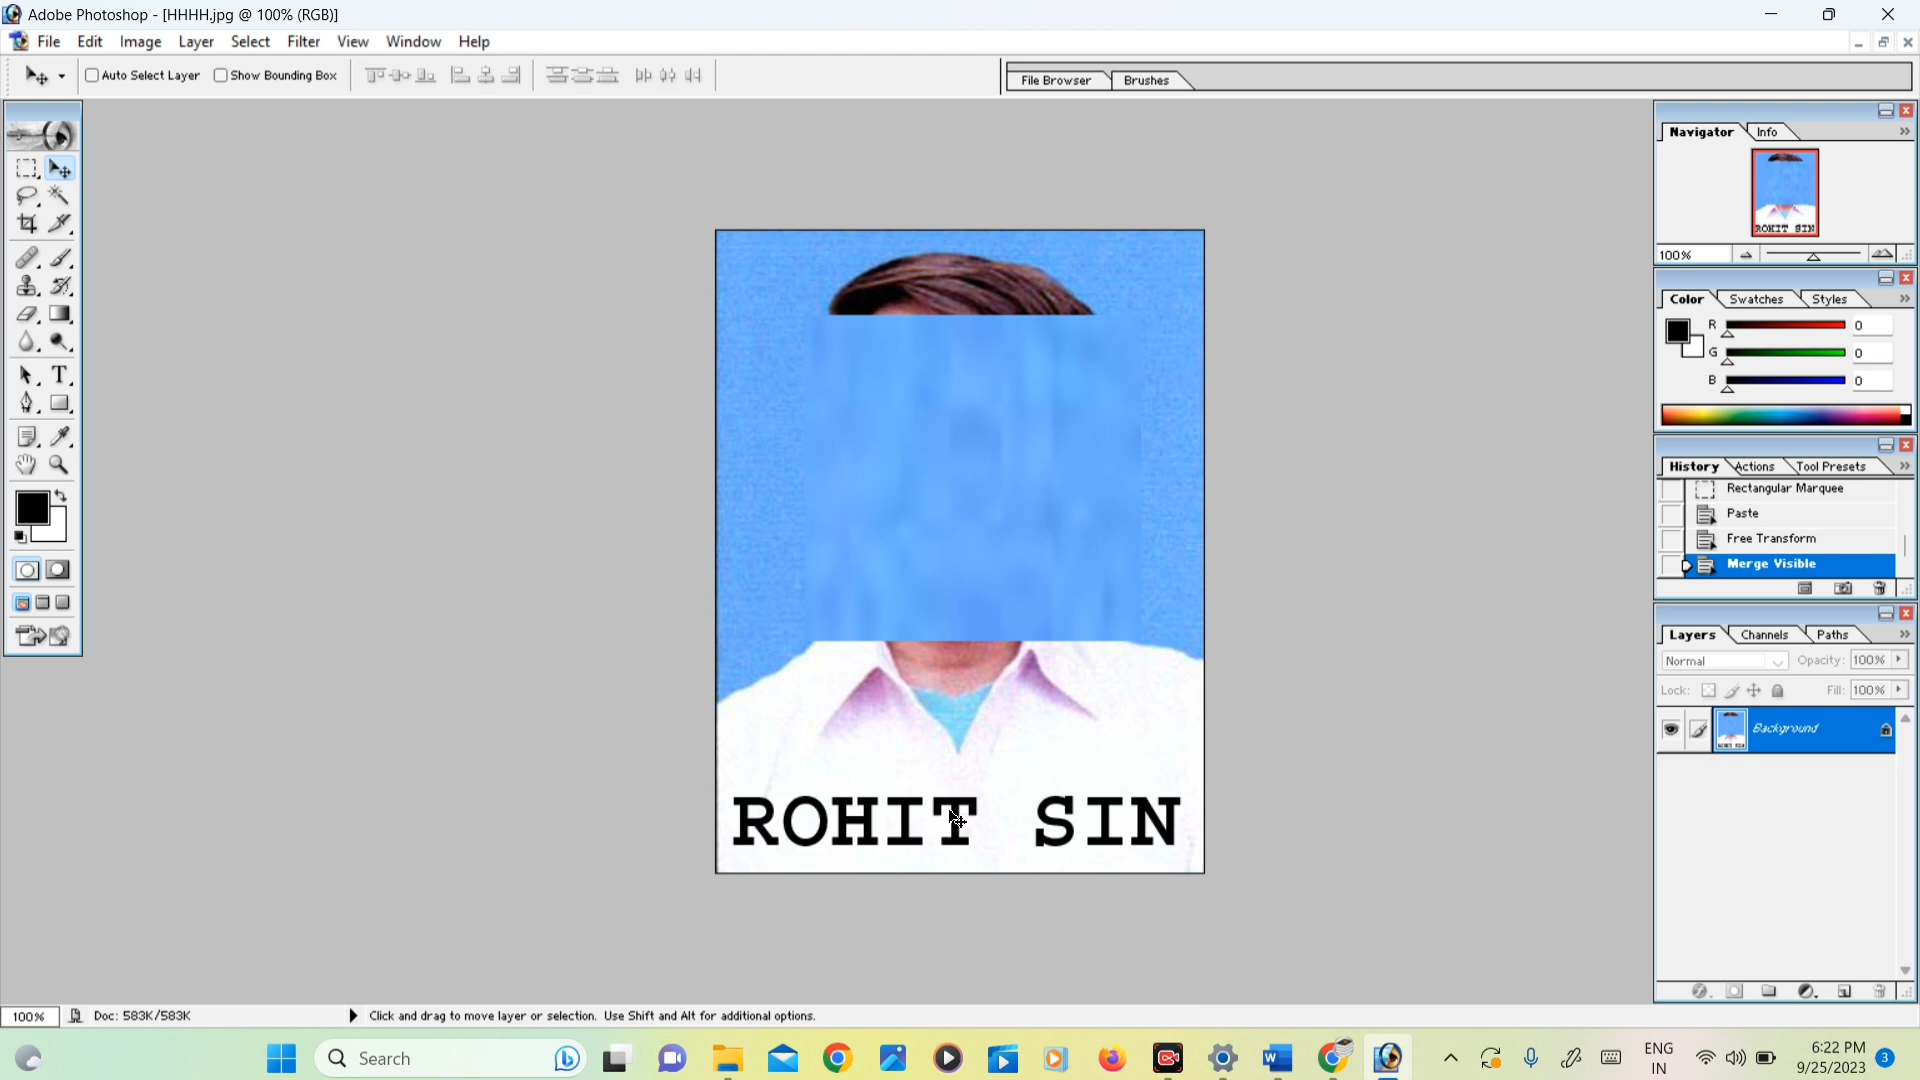 Adobe Photoshop - [HHHH.jpg @ 100% (RGB)]
File Edit Image Layer Select Filter View Window Help
Auto Select Layer Show Bounding Box
File Browser Brushes
Navigator Info
ROHIT SIN
100%
Color Swatches Styles
R 0
G 0
B 0
History Actions Tool Presets
Rectangular Marquee
Paste
Free Transform
Merge Visible
Layers Channels Paths
Normal Opacity: 100%
Lock: Fill: 100%
Background
ROHIT SIN
100% Doc: 583K/583K Click and drag to move layer or selection. Use Shift and Alt for additional options.
Search
ENG
IN
6:22 PM
9/25/2023
3